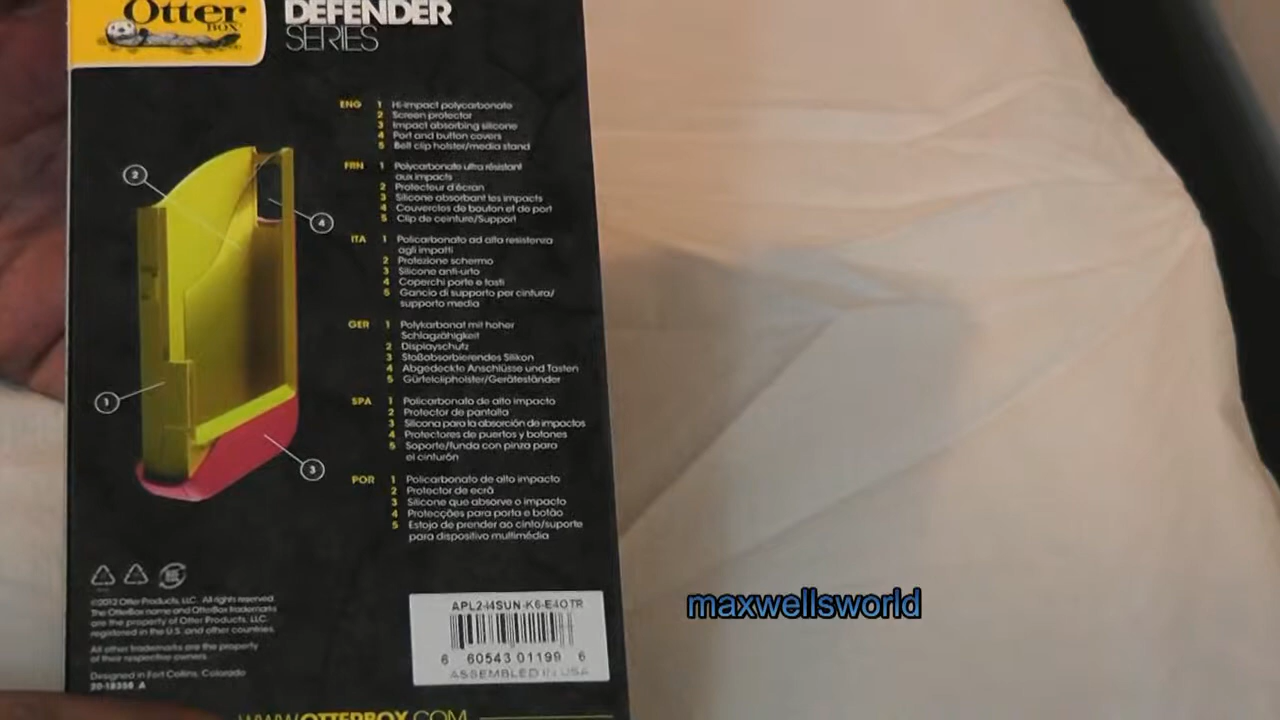 Otter
BOX
DEFENDER
SERIES
ENG 1 Hi-impact polycarbonate
2 Screen protector
3 Impact absorbing silicone
4 Port and button covers
5 Belt clip holster/media stand
FRN 1 Polycarbonate ultra résistant
aux impacts
2 Protecteur d'écran
3 Silicone absorbant les impacts
4 Couvercles de bouton et de port
5 Clip de ceinture/Support
ITA 1 Policarbonato ad alta resistenza
agli impatti
2 Protezione schermo
3 Silicone anti-urto
4 Coperchi porte e tasti
5 Gancio di supporto per cintura/
supporto media
GER 1 Polykarbonat mit hoher
Schlagzähigkeit
2 Displayschutz
3 Stoßabsorbierendes Silikon
4 Abgedeckte Anschlüsse und Tasten
5 Gürtelclipholster/Geräteständer
SPA 1 Policarbonato de alto impacto
2 Protector de pantalla
3 Silicona para la absorción de impactos
4 Protectores de puertos y botones
5 Soporte/funda con pinza para
el cinturón
POR 1 Policarbonato de alto impacto
2 Protector de ecrã
3 Silicone que absorve o impacto
4 Protecções para porta e botão
5 Estojo de prender ao cinto/suporte
para dispositivo multimédia
2
4
1
3
©2012 Otter Products, LLC. All rights reserved.
The OtterBox name and OtterBox trademarks
are the property of Otter Products, LLC.
registered in the U.S. and other countries.
All other trademarks are the property
of their respective owners.
Designed in Fort Collins, Colorado
20-18356 A
APL2-I4SUN-K6-E4OTR
6 60543 01199 6
ASSEMBLED IN USA
WWW.OTTERBOX.COM
maxwellsworld